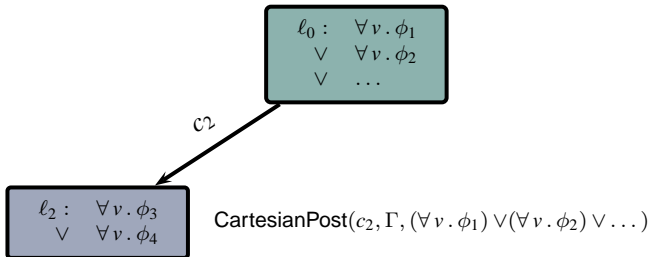 ℓ₀ : ∀ v . ϕ₁
∨ ∀ v . ϕ₂
∨ …
c₂
ℓ₂ : ∀ v . ϕ₃
∨ ∀ v . ϕ₄
CartesianPost(c₂, Γ, (∀ v . ϕ₁) ∨(∀ v . ϕ₂) ∨ …)